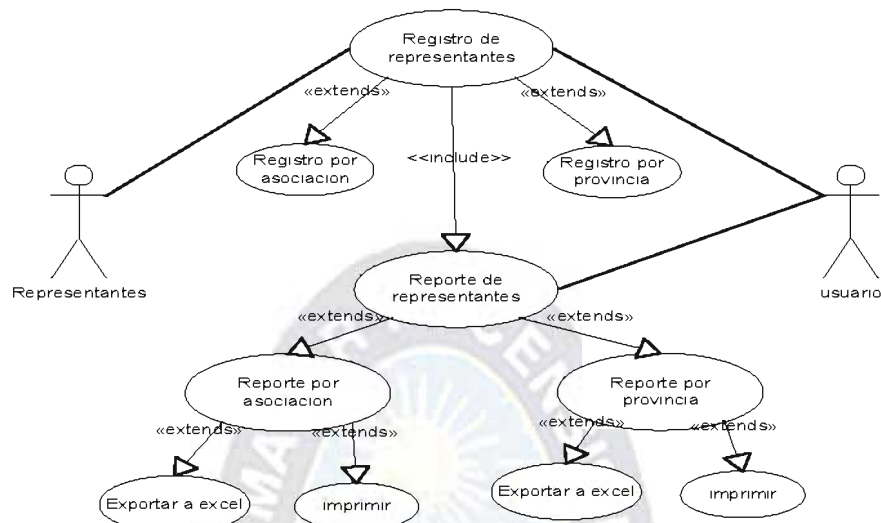 Registro de
representantes
«extends»
«extends»
Registro por
asociacion
<<include>>
Registro por
provincia
Representantes
usuario
Reporte de
representantes
«extends»
«extends»
Reporte por
asociacion
Reporte por
provincia
«extends»
«extends»
«extends»
«extends»
Exportar a excel
imprimir
Exportar a excel
imprimir